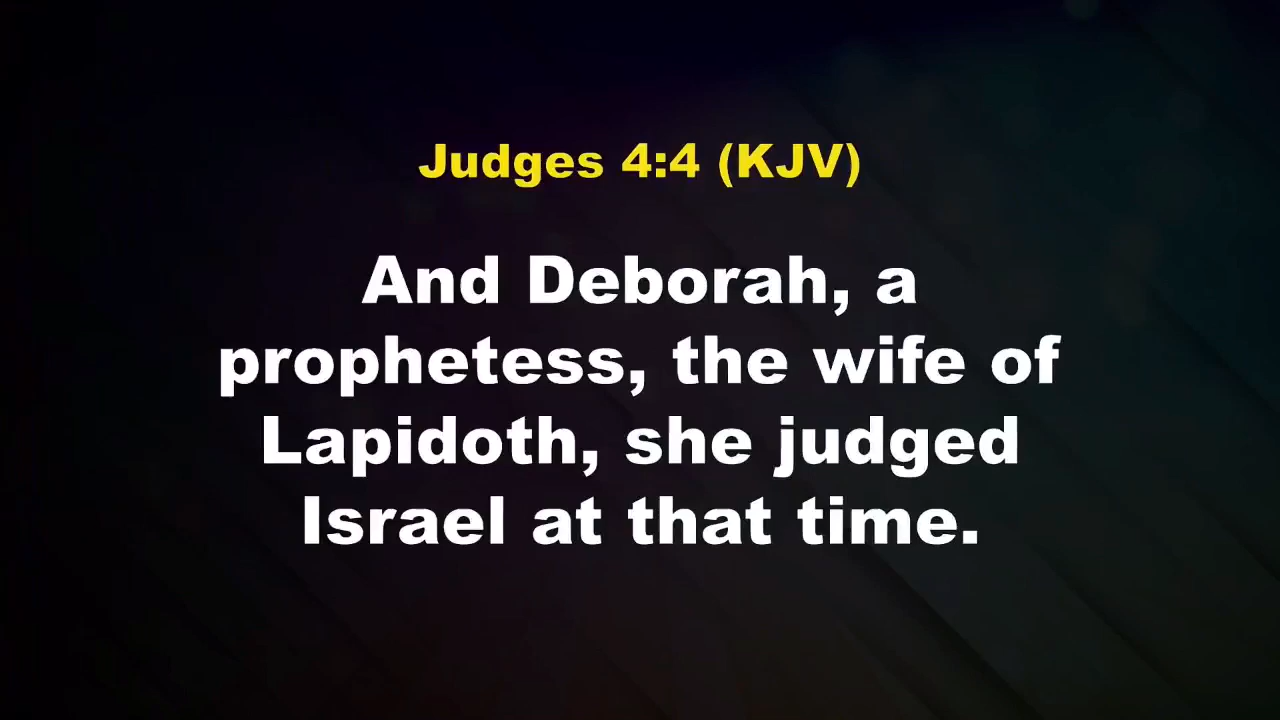 Judges 4:4 (KJV)
And Deborah, a
prophetess, the wife of
Lapidoth, she judged
Israel at that time.